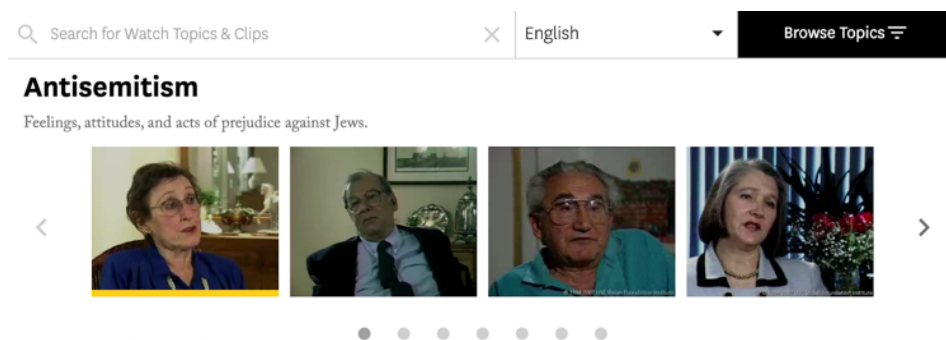 Search for Watch Topics & Clips
English
Browse Topics
Antisemitism
Feelings, attitudes, and acts of prejudice against Jews.